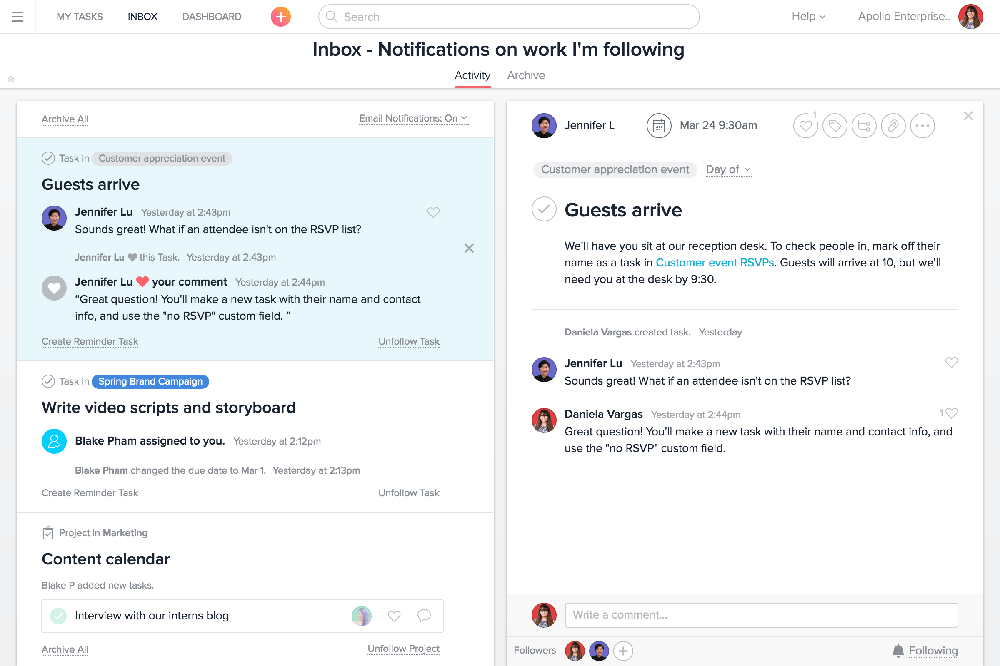 MY TASKS INBOX DASHBOARD Search Help Apollo Enterprise..
Inbox - Notifications on work I'm following
Activity Archive
Archive All Email Notifications: On
Task in Customer appreciation event
Guests arrive
Jennifer Lu Yesterday at 2:43pm
Sounds great! What if an attendee isn't on the RSVP list?
Jennifer Lu this Task. Yesterday at 2:43pm
Jennifer Lu your comment Yesterday at 2:44pm
“Great question! You'll make a new task with their name and contact
info, and use the "no RSVP" custom field. ”
Create Reminder Task Unfollow Task
Task in Spring Brand Campaign
Write video scripts and storyboard
Blake Pham assigned to you. Yesterday at 2:12pm
Blake Pham changed the due date to Mar 1. Yesterday at 2:13pm
Create Reminder Task Unfollow Task
Project in Marketing
Content calendar
Blake P added new tasks.
Interview with our interns blog
Archive All Unfollow Project
Jennifer L Mar 24 9:30am 1
Customer appreciation event Day of
Guests arrive
We'll have you sit at our reception desk. To check people in, mark off their
name as a task in Customer event RSVPs. Guests will arrive at 10, but we'll
need you at the desk by 9:30.
Daniela Vargas created task. Yesterday
Jennifer Lu Yesterday at 2:43pm
Sounds great! What if an attendee isn't on the RSVP list?
Daniela Vargas Yesterday at 2:44pm 1
Great question! You'll make a new task with their name and contact info, and
use the "no RSVP" custom field.
Write a comment...
Followers Following